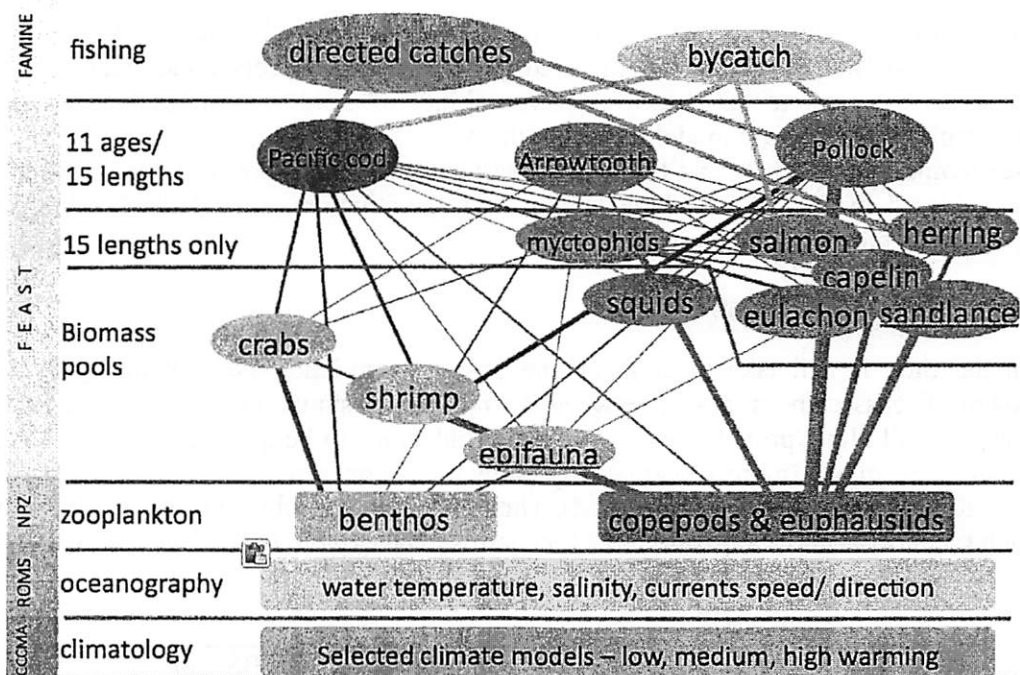 FAMINE
fishing
directed catches
bycatch
11 ages/
15 lengths
Pacific cod
Arrowtooth
Pollock
15 lengths only
myctophids
salmon
herring
capelin
FEAST
squids
eulachon
sandlance
Biomass
pools
crabs
shrimp
epifauna
NPZ
zooplankton
benthos
copepods & euphausiids
ROMS
oceanography
water temperature, salinity, currents speed/ direction
climatology
Selected climate models – low, medium, high warming